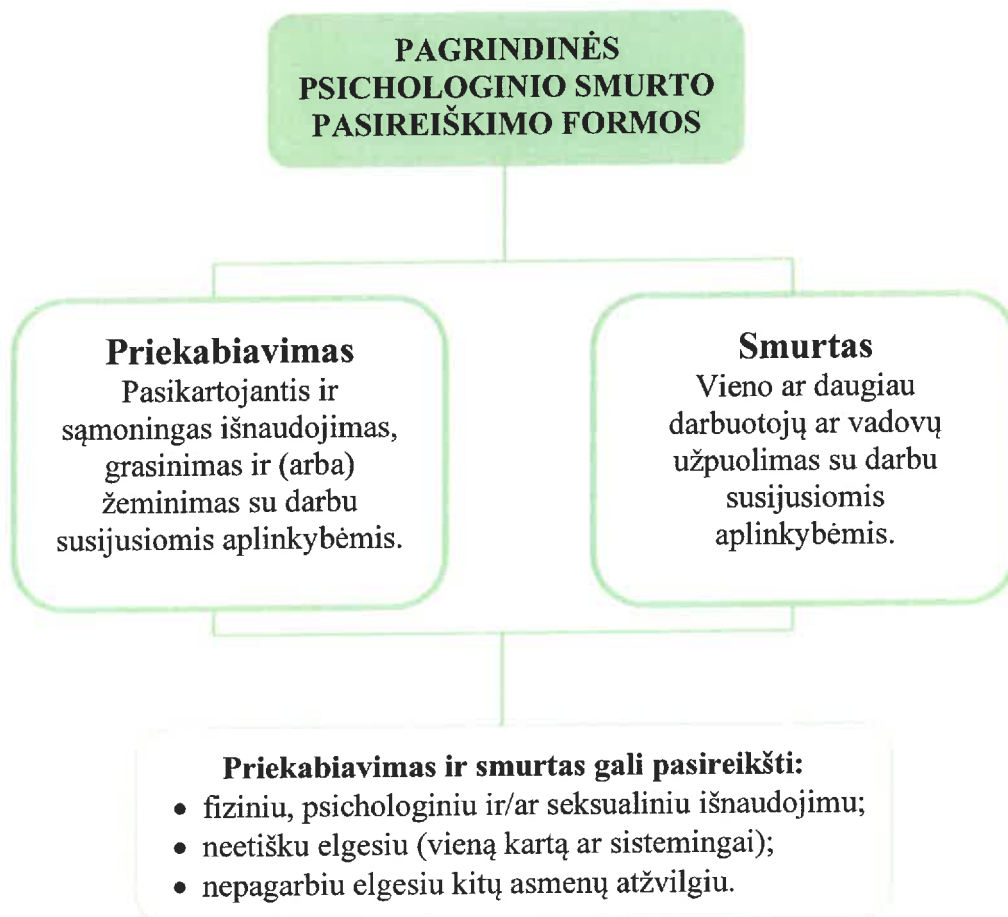 PAGRINDINĖS
PSICHOLOGINIO SMURTO
PASIREIŠKIMO FORMOS
Priekabiavimas
Pasikartojantis ir
sąmoningas išnaudojimas,
grasinimas ir (arba)
žeminimas su darbu
susijusiomis aplinkybėmis.
Smurtas
Vieno ar daugiau
darbuotojų ar vadovų
užpuolimas su darbu
susijusiomis
aplinkybėmis.
Priekabiavimas ir smurtas gali pasireikšti:
• fiziniu, psichologiniu ir/ar seksualiniu išnaudojimu;
• neetišku elgesiu (vieną kartą ar sistemingai);
• nepagarbiu elgesiu kitų asmenų atžvilgiu.